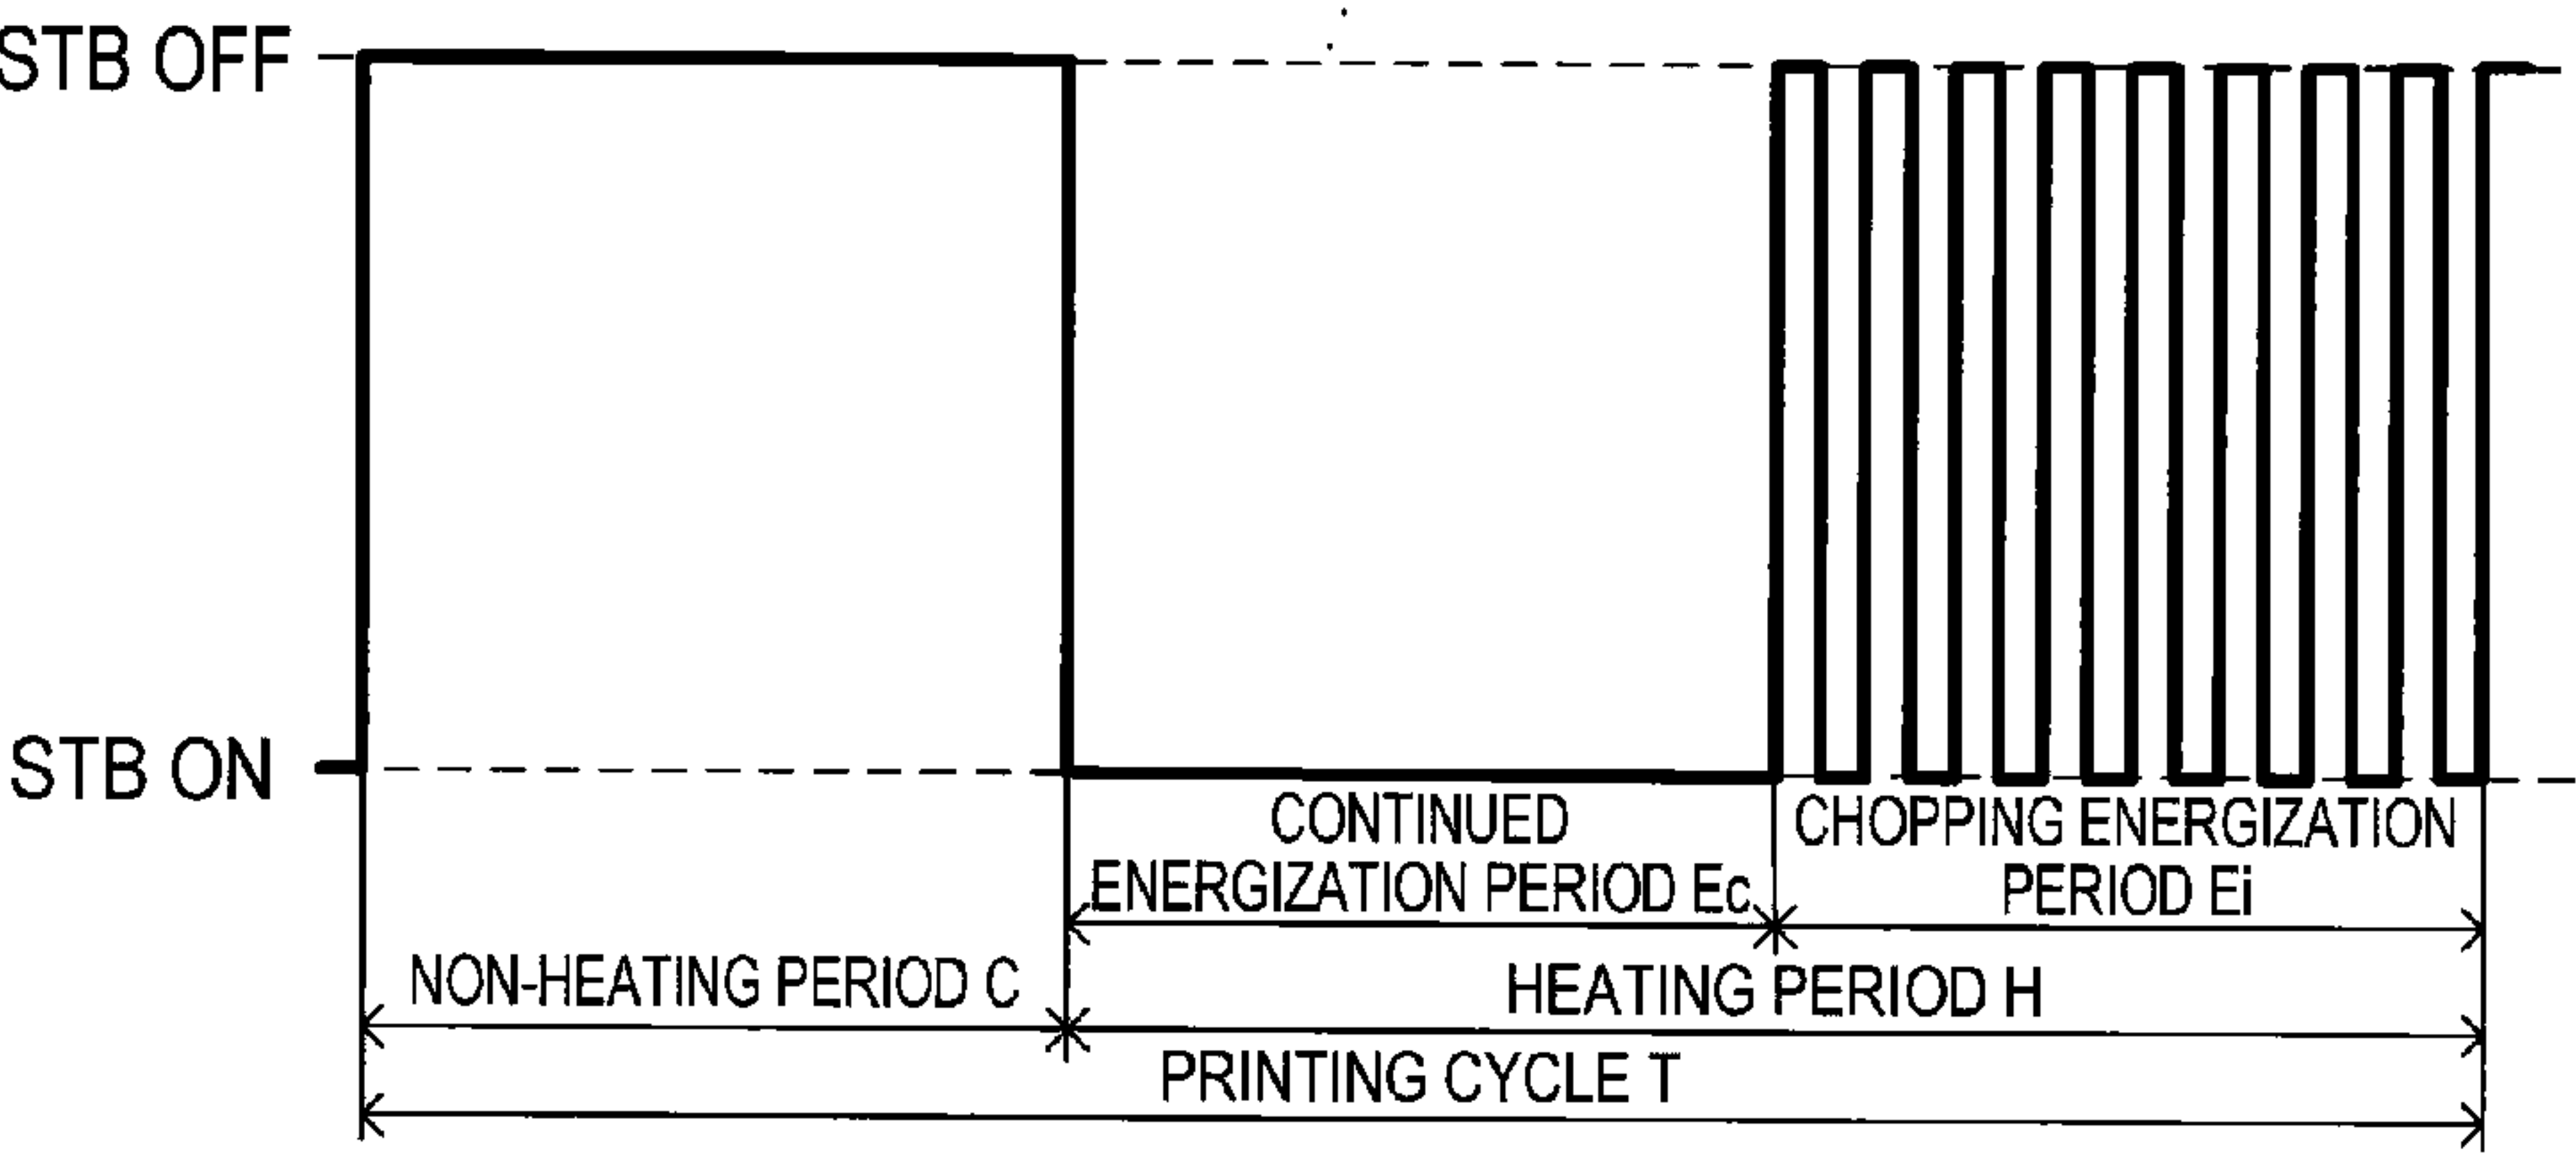 STB OFF
STB ON
CONTINUED
ENERGIZATION PERIOD Ec
CHOPPING ENERGIZATION
PERIOD Ei
NON-HEATING PERIOD C
HEATING PERIOD H
PRINTING CYCLE T